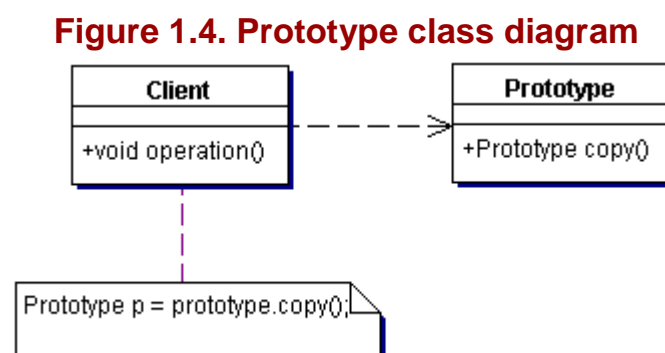 Figure 1.4. Prototype class diagram
Client
+void operation()
Prototype
+Prototype copy()
Prototype p = prototype.copy();